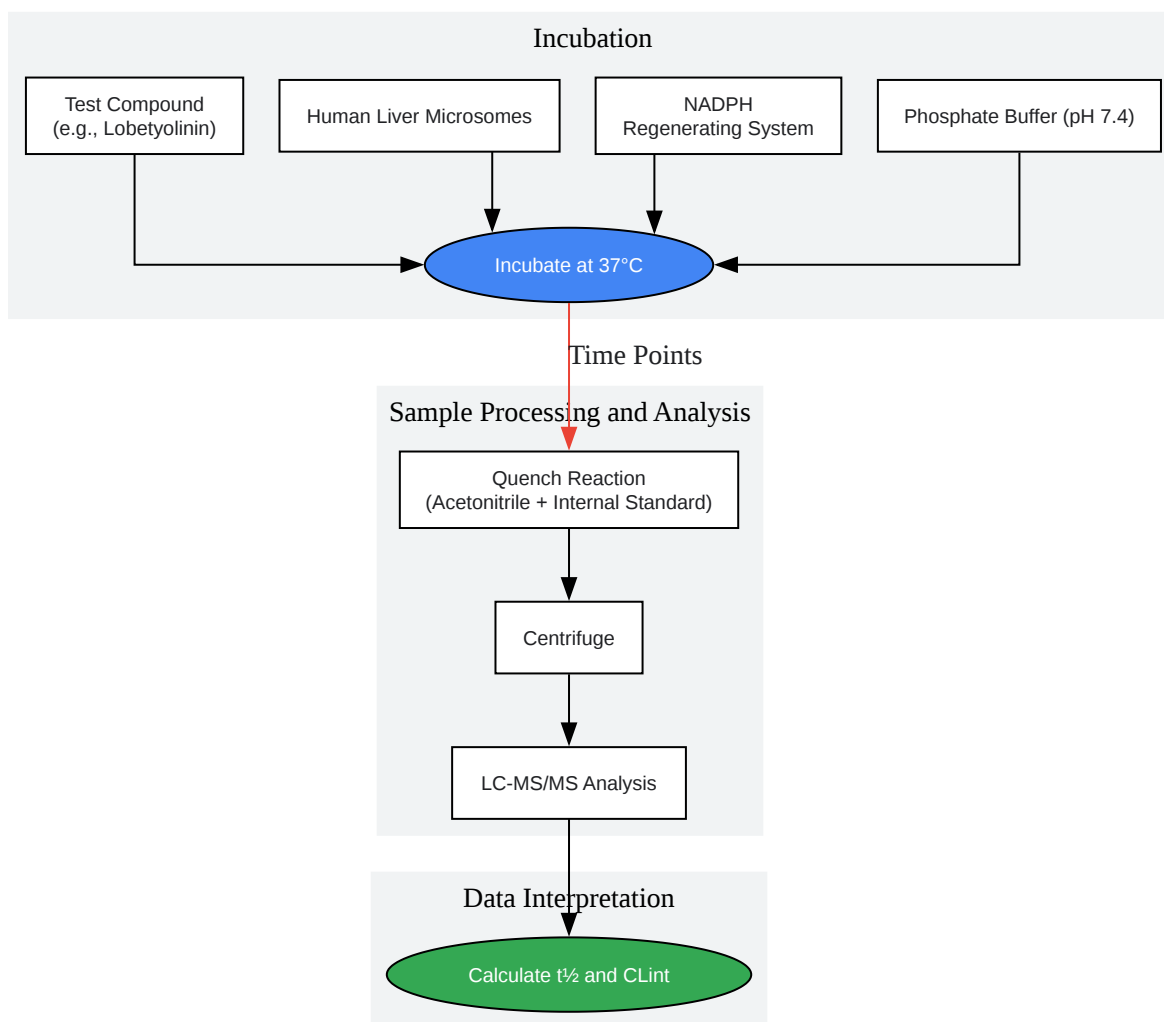 Incubation
Test Compound
(e.g., Lobetyolinin)
Human Liver Microsomes
NADPH
Regenerating System
Phosphate Buffer (pH 7.4)
Incubate at 37°C
Time Points
Sample Processing and Analysis
Quench Reaction
(Acetonitrile + Internal Standard)
Centrifuge
LC-MS/MS Analysis
Data Interpretation
Calculate t½ and CLint